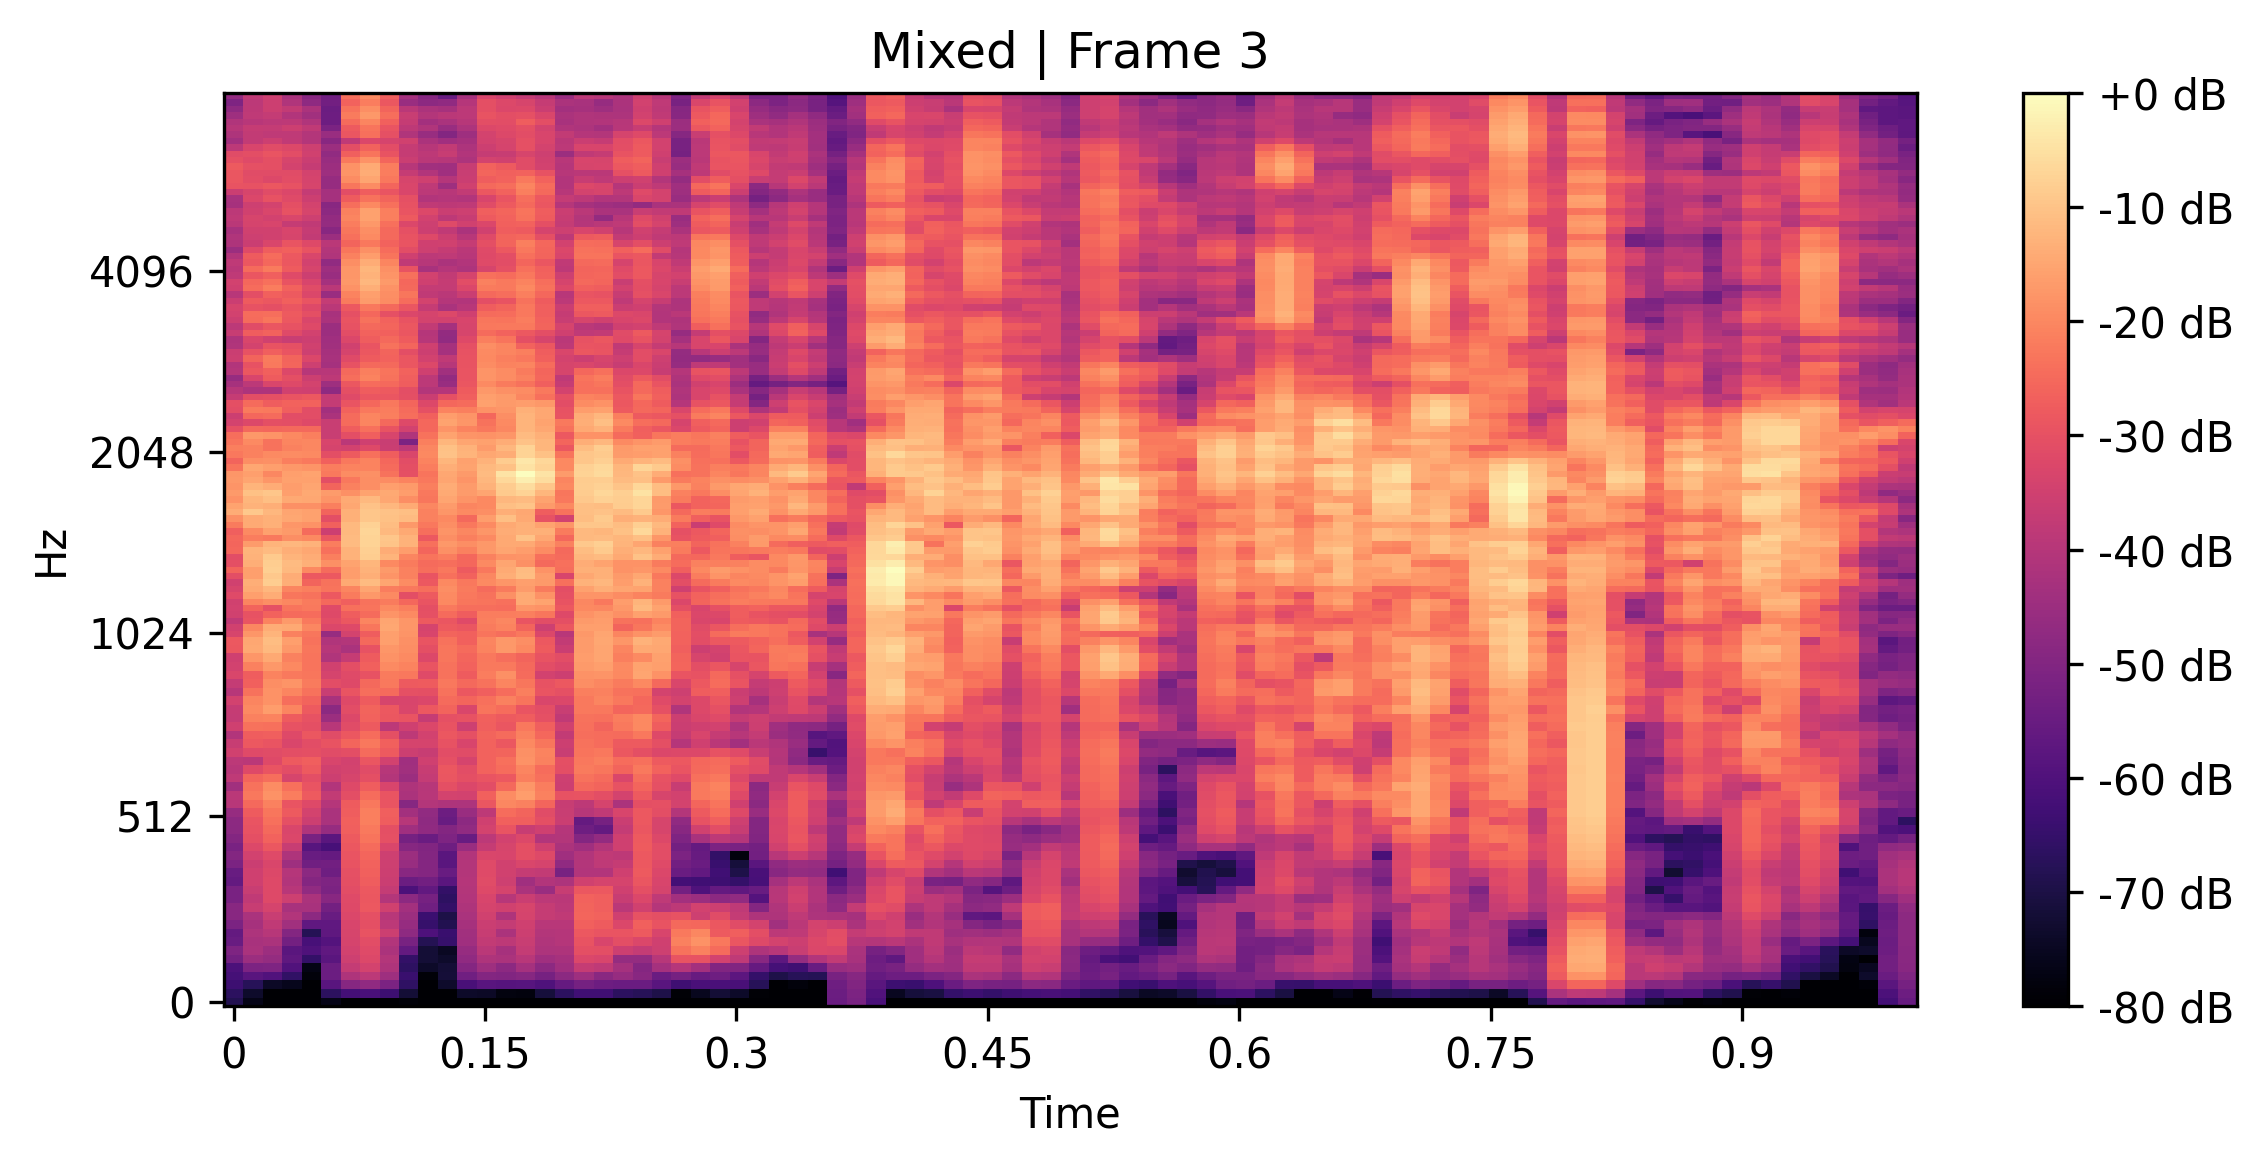 Mixed | Frame 3
Hz
4096
2048
1024
512
0
0 0.15 0.3 0.45 0.6 0.75 0.9
Time
+0 dB
-10 dB
-20 dB
-30 dB
-40 dB
-50 dB
-60 dB
-70 dB
-80 dB